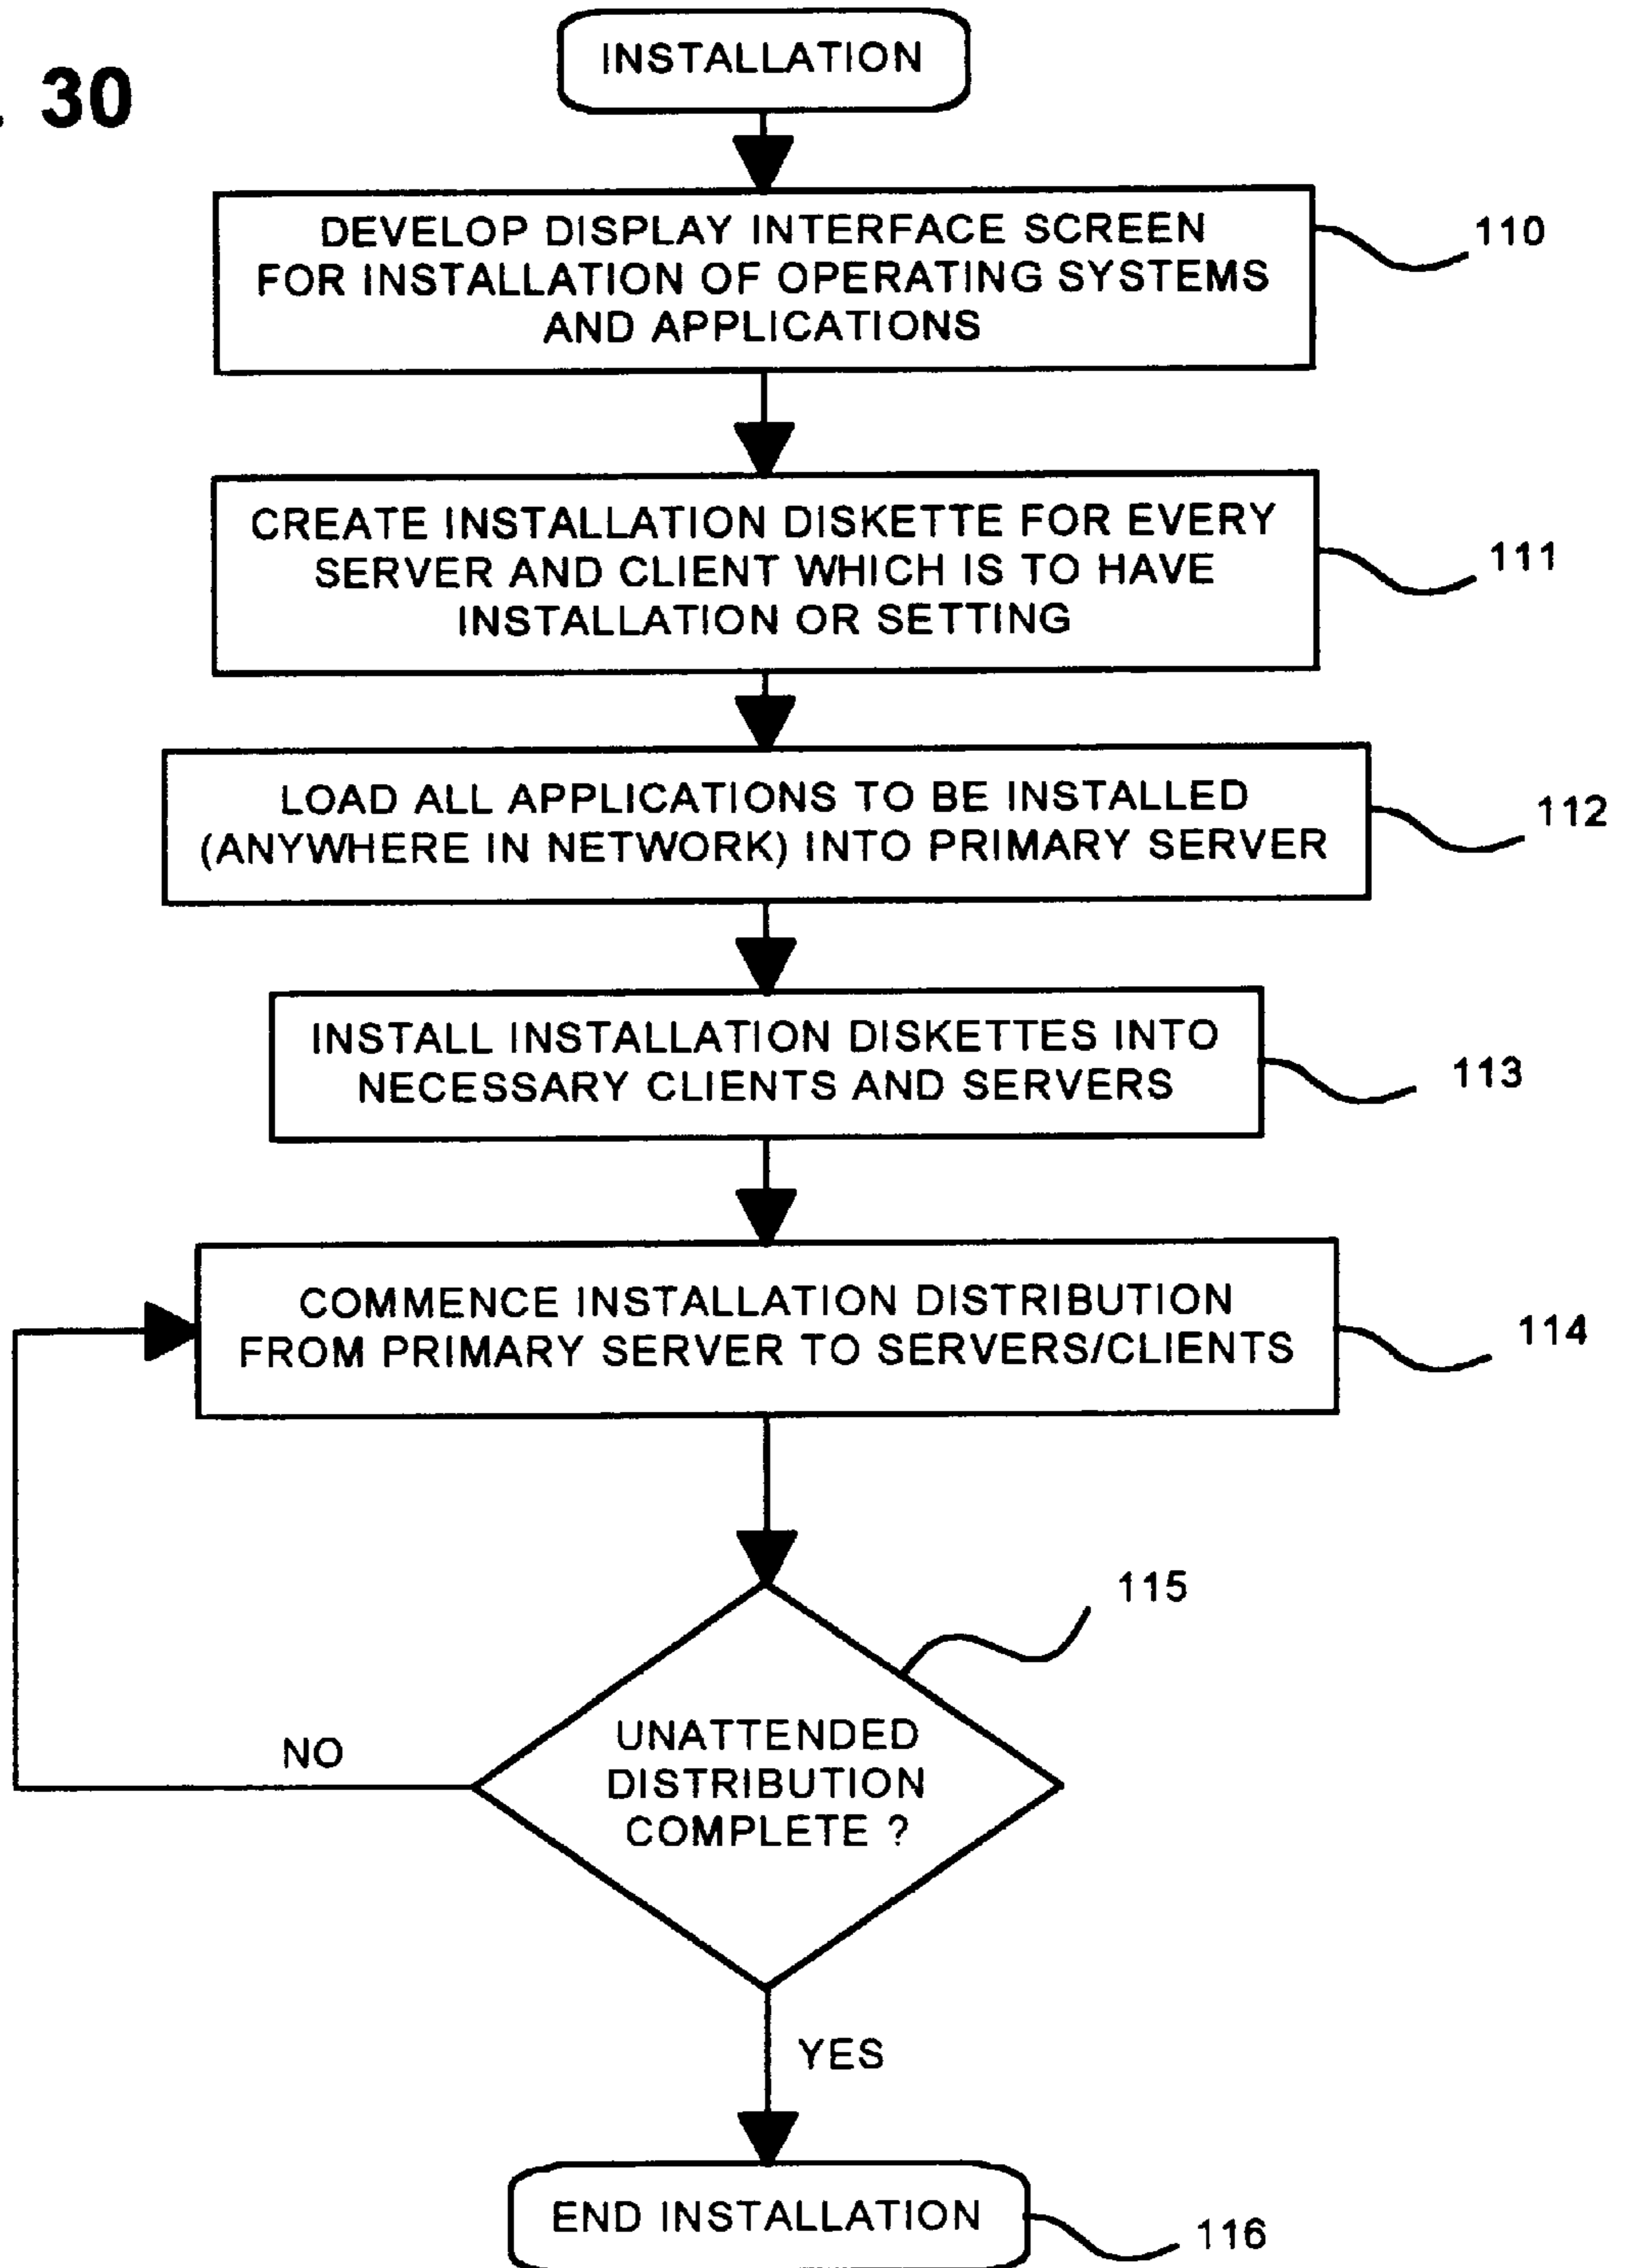 30
INSTALLATION
DEVELOP DISPLAY INTERFACE SCREEN
FOR INSTALLATION OF OPERATING SYSTEMS
AND APPLICATIONS
110
CREATE INSTALLATION DISKETTE FOR EVERY
SERVER AND CLIENT WHICH IS TO HAVE
INSTALLATION OR SETTING
111
LOAD ALL APPLICATIONS TO BE INSTALLED
(ANYWHERE IN NETWORK) INTO PRIMARY SERVER
112
INSTALL INSTALLATION DISKETTES INTO
NECESSARY CLIENTS AND SERVERS
113
COMMENCE INSTALLATION DISTRIBUTION
FROM PRIMARY SERVER TO SERVERS/CLIENTS
114
115
UNATTENDED
DISTRIBUTION
COMPLETE ?
NO
YES
END INSTALLATION
116